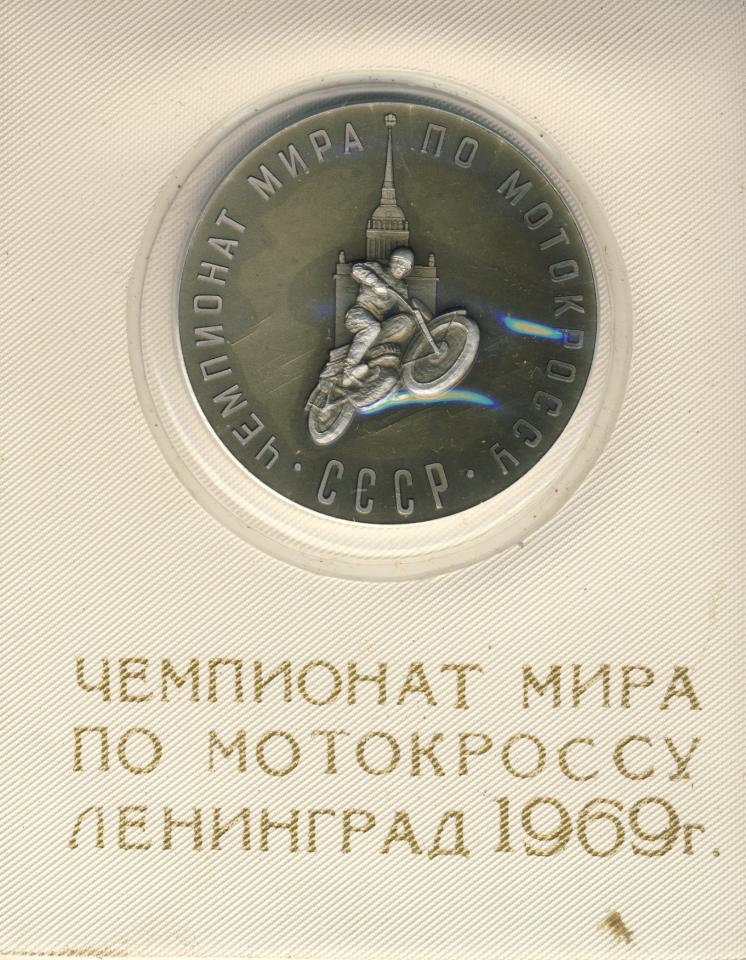 ЧЕМПИОНАТ МИРА ПО МОТОКРОССУ
· СССР ·
ЧЕМПИОНАТ МИРА
ПО МОТОКРОССУ
ЛЕНИНГРАД 1969г.